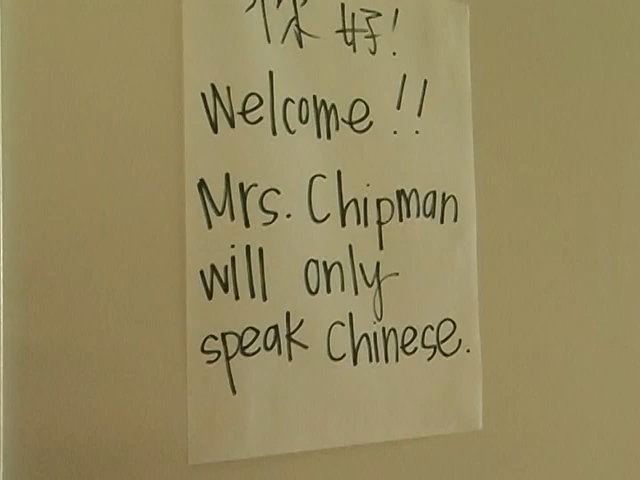 你好!
Welcome!!
Mrs. Chipman
will only
speak Chinese.